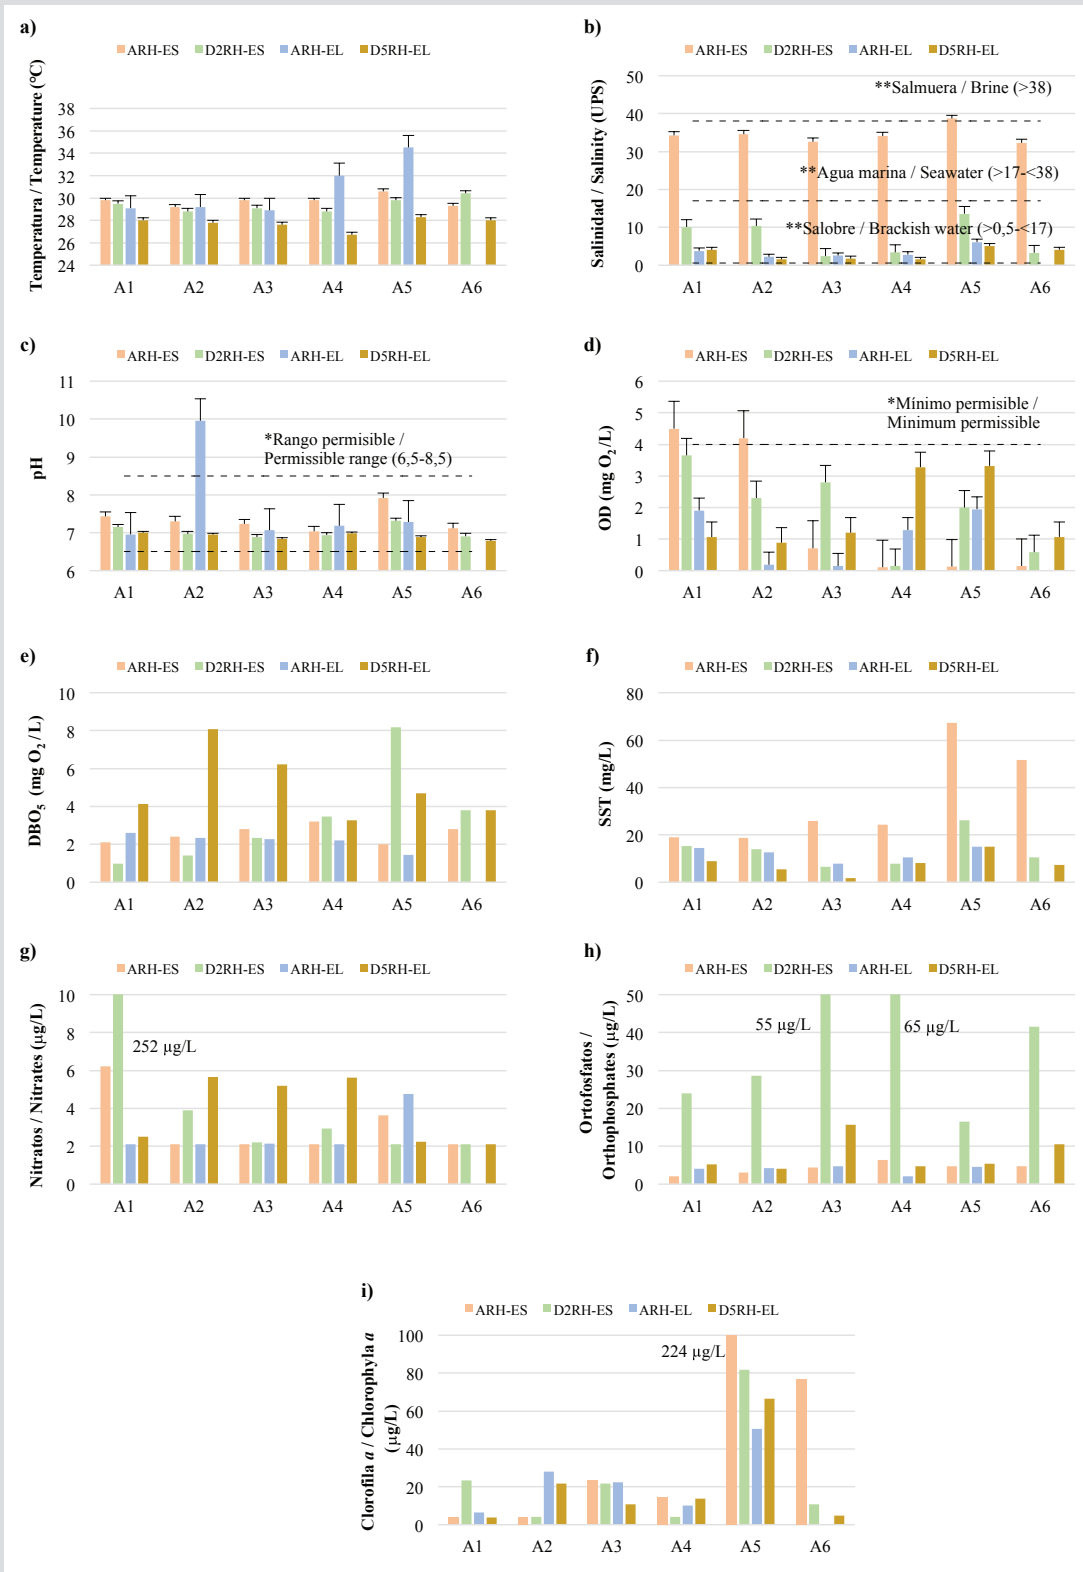 a)
ARH-ES D2RH-ES ARH-EL D5RH-EL
Temperatura / Temperature (°C)
38
36
34
32
30
28
26
24
A1 A2 A3 A4 A5 A6
b)
ARH-ES D2RH-ES ARH-EL D5RH-EL
Salinidad / Salinity (UPS)
50
40
30
20
10
0
**Salmuera / Brine (>38)
**Agua marina / Seawater (>17-<38)
**Salobre / Brackish water (>0,5-<17)
A1 A2 A3 A4 A5 A6
c)
ARH-ES D2RH-ES ARH-EL D5RH-EL
pH
11
10
9
8
7
6
*Rango permisible /
Permissible range (6,5-8,5)
A1 A2 A3 A4 A5 A6
d)
ARH-ES D2RH-ES ARH-EL D5RH-EL
OD (mg O₂/L)
6
5
4
3
2
1
0
*Mínimo permisible /
Minimum permissible
A1 A2 A3 A4 A5 A6
e)
ARH-ES D2RH-ES ARH-EL D5RH-EL
DBO₅ (mg O₂ / L)
10
8
6
4
2
0
A1 A2 A3 A4 A5 A6
f)
ARH-ES D2RH-ES ARH-EL D5RH-EL
SST (mg/L)
80
60
40
20
0
A1 A2 A3 A4 A5 A6
g)
ARH-ES D2RH-ES ARH-EL D5RH-EL
Nitratos / Nitrates (µg/L)
10
8
6
4
2
0
252 µg/L
A1 A2 A3 A4 A5 A6
h)
ARH-ES D2RH-ES ARH-EL D5RH-EL
Ortofosfatos /
Orthophosphates (µg/L)
50
40
30
20
10
0
55 µg/L
65 µg/L
A1 A2 A3 A4 A5 A6
i)
ARH-ES D2RH-ES ARH-EL D5RH-EL
Clorofila a / Chlorophyla a
(µg/L)
100
80
60
40
20
0
224 µg/L
A1 A2 A3 A4 A5 A6